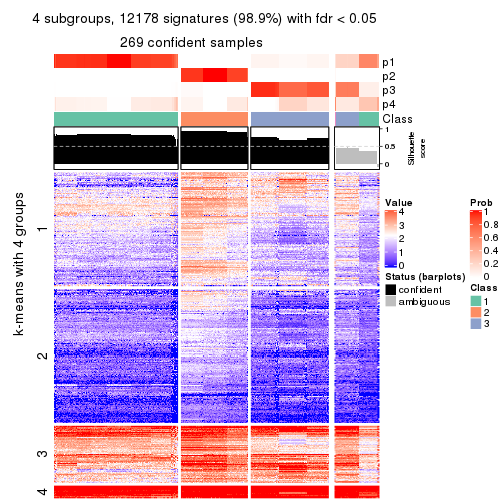 4 subgroups, 12178 signatures (98.9%) with fdr < 0.05
269 confident samples
p1
p2
p3
p4
Class
1
0.5
0
Silhouette
score
k-means with 4 groups
1
2
3
4
Value
4
3
2
1
0
Status (barplots)
confident
ambiguous
Prob
1
0.8
0.6
0.4
0.2
0
Class
1
2
3